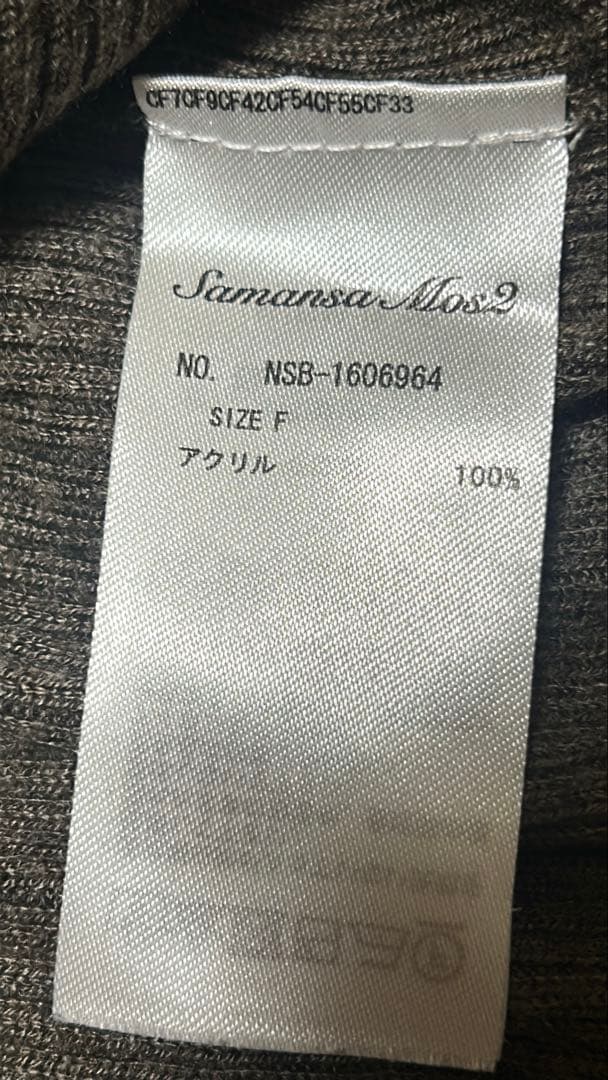 CF7CF9CF42CF54CF55CF33
Samansa Mos2
NO. NSB-1606964
SIZE F
アクリル 100%